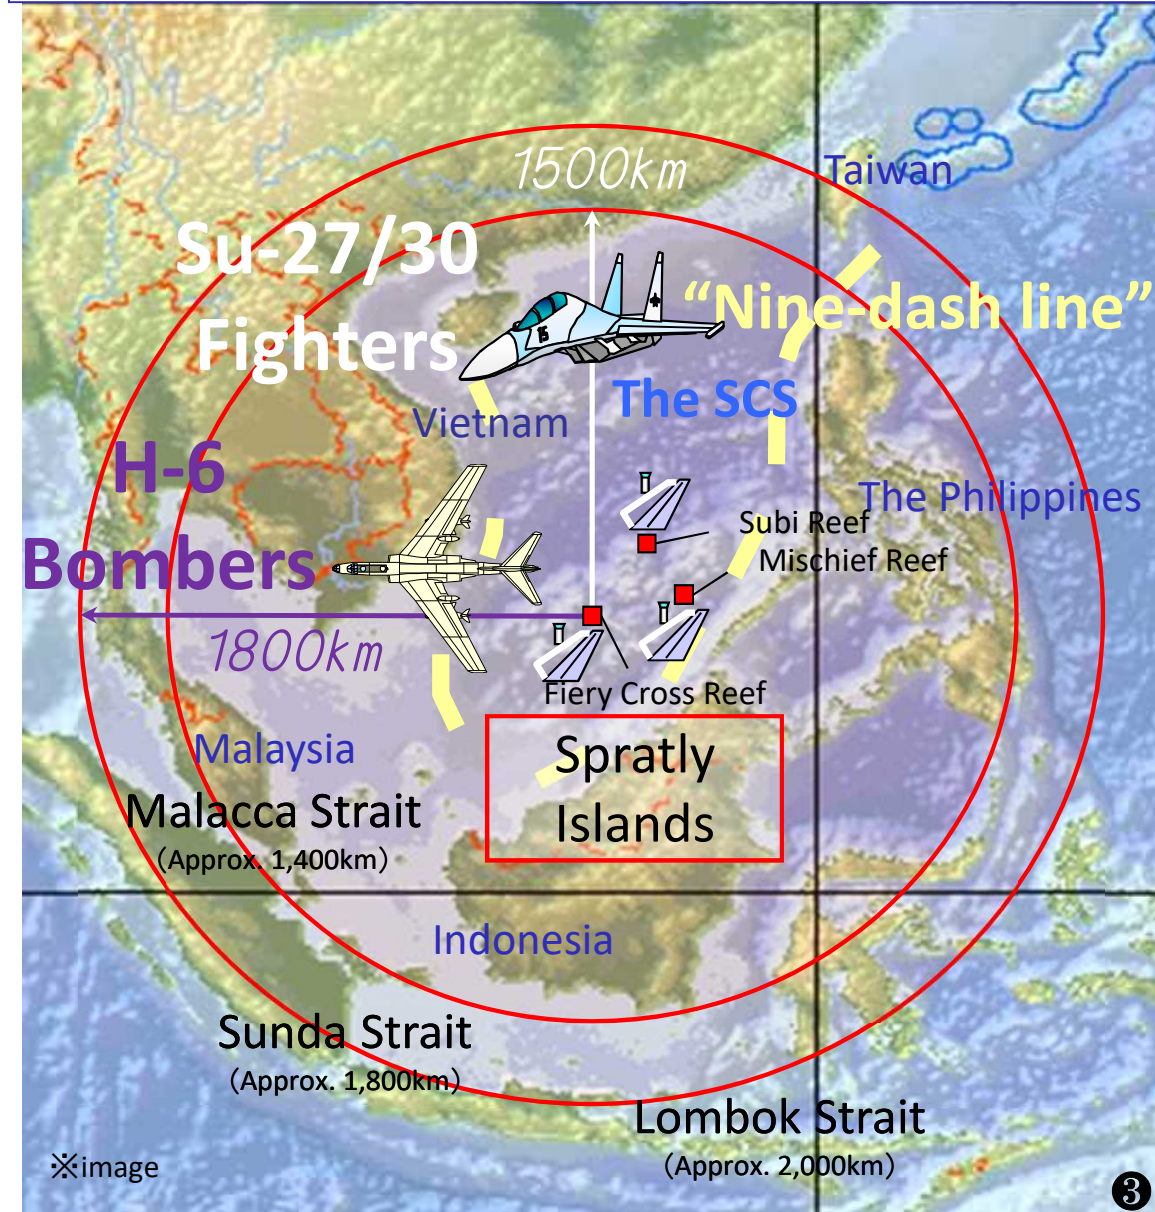 1500km
Taiwan
Su-27/30
Fighters
“Nine-dash line”
15
The SCS
Vietnam
H-6
Bombers
The Philippines
Subi Reef
Mischief Reef
1800km
Fiery Cross Reef
Spratly
Islands
Malaysia
Malacca Strait
（Approx. 1,400km）
Indonesia
Sunda Strait
（Approx. 1,800km）
Lombok Strait
（Approx. 2,000km）
※image
❸